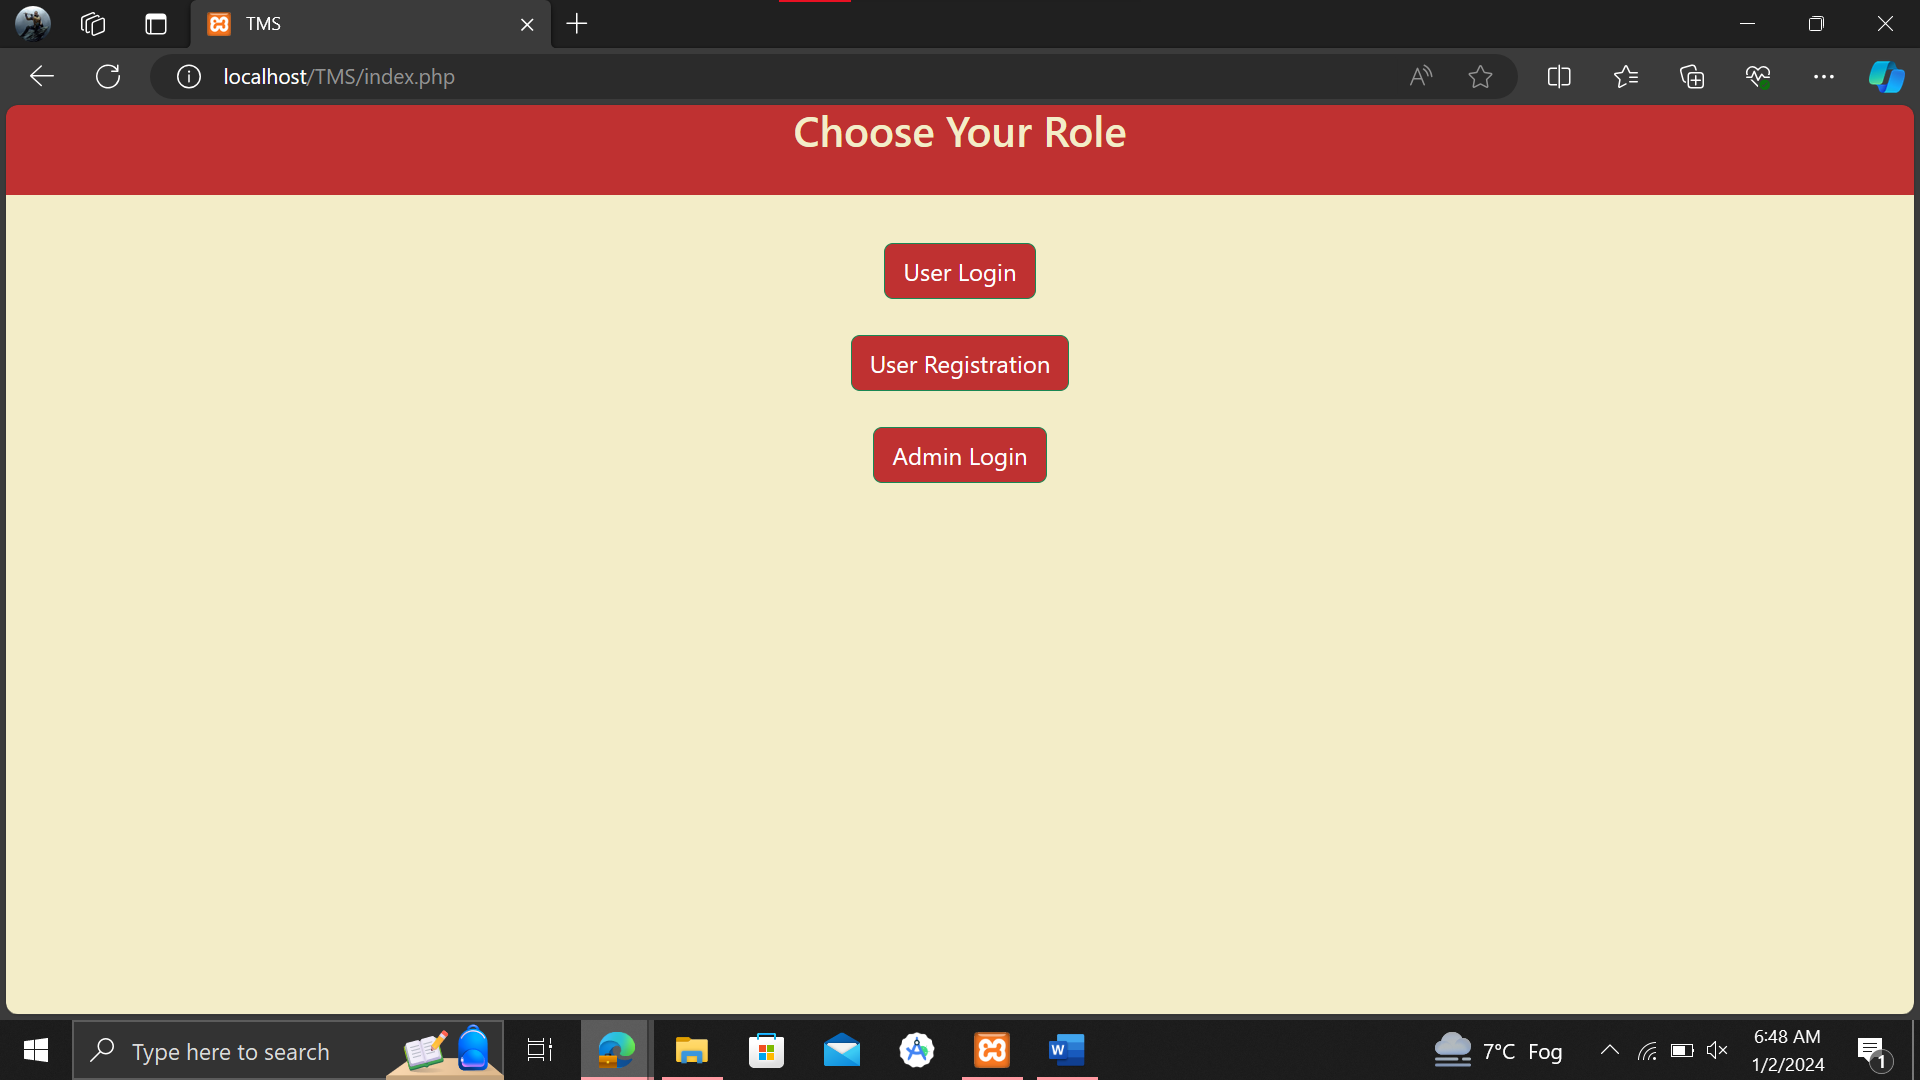 TMS
localhost/TMS/index.php
Choose Your Role
User Login
User Registration
Admin Login
Type here to search
7°C Fog
6:48 AM
1/2/2024
1